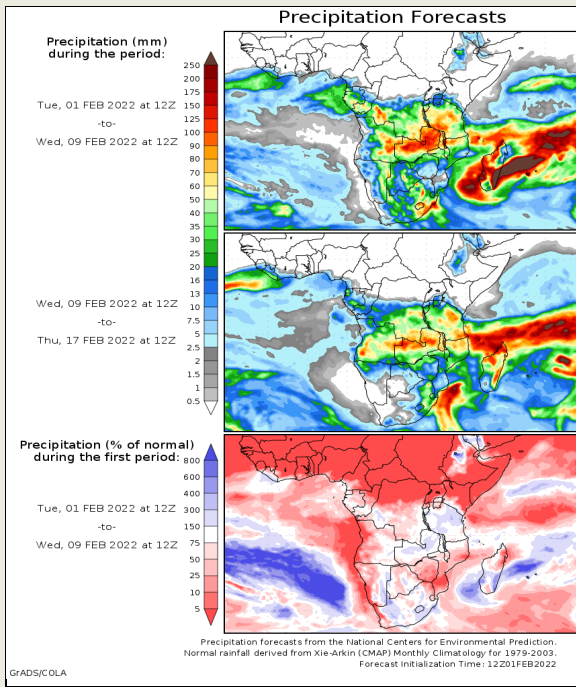 Precipitation Forecasts
Precipitation (mm)
during the period:
Tue, 01 FEB 2022 at 12Z
-to-
Wed, 09 FEB 2022 at 12Z
250
200
175
150
125
100
90
80
70
60
50
40
35
30
25
20
16
13
10
7.5
5
2.5
2
1.5
1
0.5
Wed, 09 FEB 2022 at 12Z
-to-
Thu, 17 FEB 2022 at 12Z
Precipitation (% of normal)
during the first period:
Tue, 01 FEB 2022 at 12Z
-to-
Wed, 09 FEB 2022 at 12Z
800
600
400
300
150
75
50
25
10
5
Precipitation forecasts from the National Centers for Environmental Prediction.
Normal rainfall derived from Xie-Arkin (CMAP) Monthly Climatology for 1979-2003.
Forecast Initialization Time: 12Z01FEB2022
GrADS/COLA